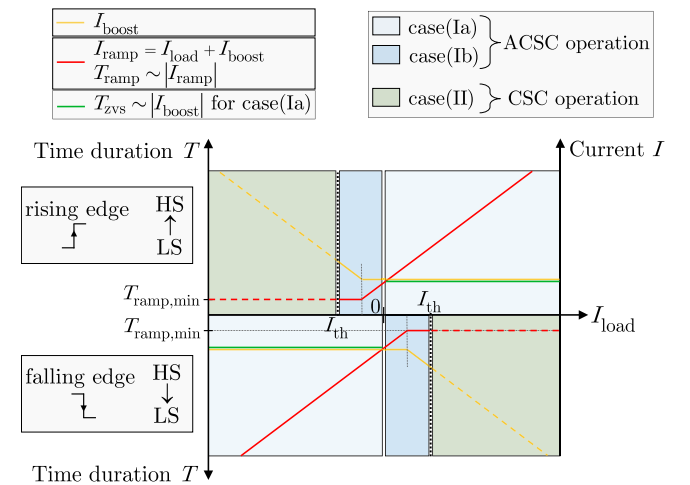 I_boost
I_ramp = I_load + I_boost
T_ramp ∼ |I_ramp|
T_zvs ∼ |I_boost| for case(Ia)
case(Ia)
case(Ib)
ACSC operation
case(II)
CSC operation
Time duration T
Current I
rising edge
HS
LS
T_ramp,min
0
I_th
I_th
T_ramp,min
I_load
falling edge
HS
LS
Time duration T